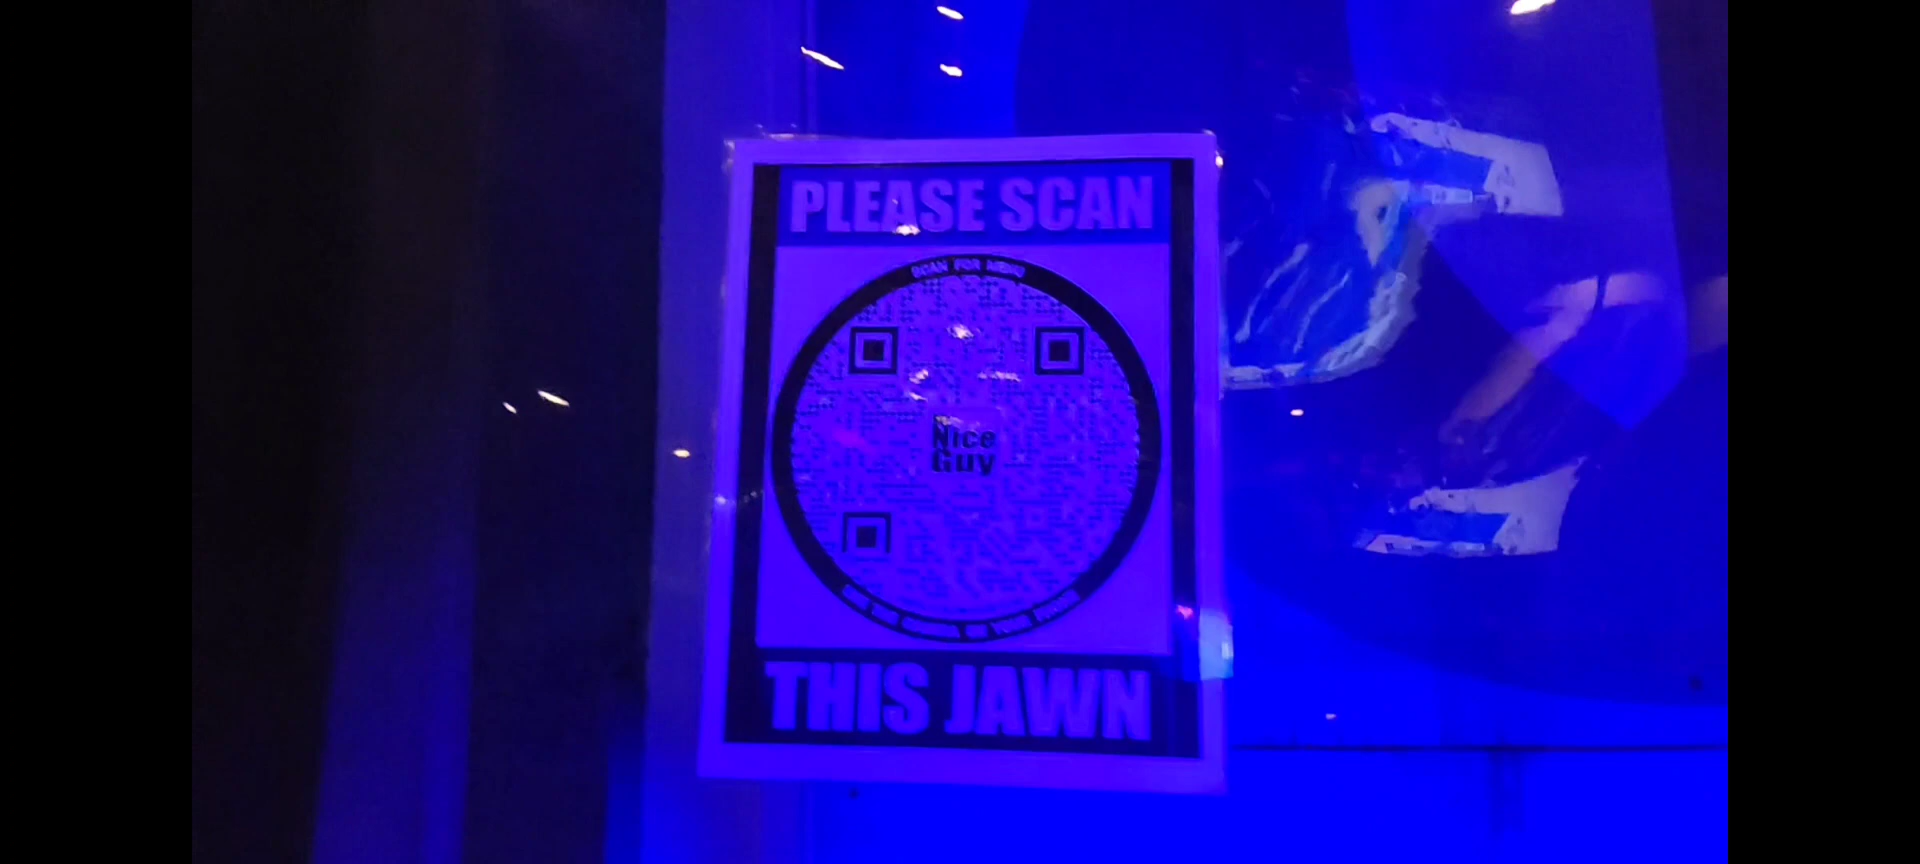 PLEASE SCAN
SCAN FOR MENU
Nice
Guy
THIS JAWN